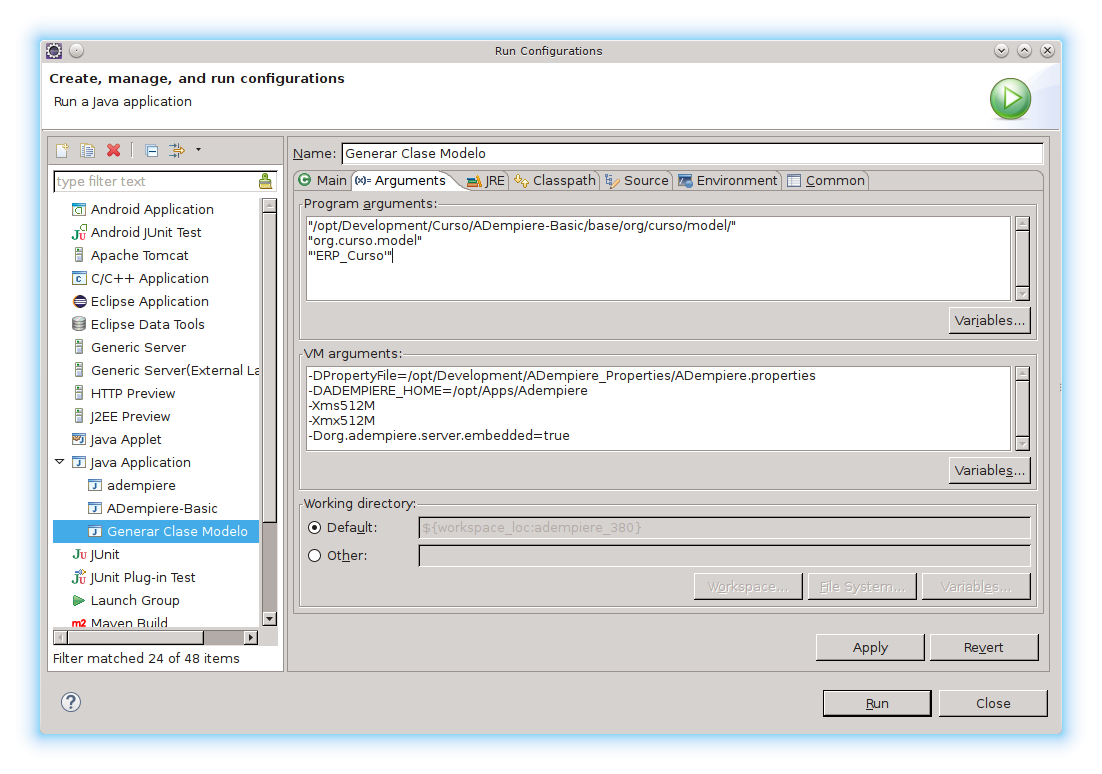 Run Configurations
Create, manage, and run configurations
Run a Java application
type filter text
Android Application
Android JUnit Test
Apache Tomcat
C/C++ Application
Eclipse Application
Eclipse Data Tools
Generic Server
Generic Server(External La
HTTP Preview
J2EE Preview
Java Applet
Java Application
adempiere
ADempiere-Basic
Generar Clase Modelo
JUnit
JUnit Plug-in Test
Launch Group
Maven Build
Filter matched 24 of 48 items
Name: Generar Clase Modelo
Main Arguments JRE Classpath Source Environment Common
Program arguments:
"/opt/Development/Curso/ADempiere-Basic/base/org/curso/model/"
"org.curso.model"
"'ERP_Curso'"
Variables...
VM arguments:
-DPropertyFile=/opt/Development/ADempiere_Properties/ADempiere.properties
-DADEMPIERE_HOME=/opt/Apps/Adempiere
-Xms512M
-Xmx512M
-Dorg.adempiere.server.embedded=true
Variables...
Working directory:
Default: ${workspace_loc:adempiere_380}
Other:
Workspace... File System... Variables...
Apply Revert
Run Close